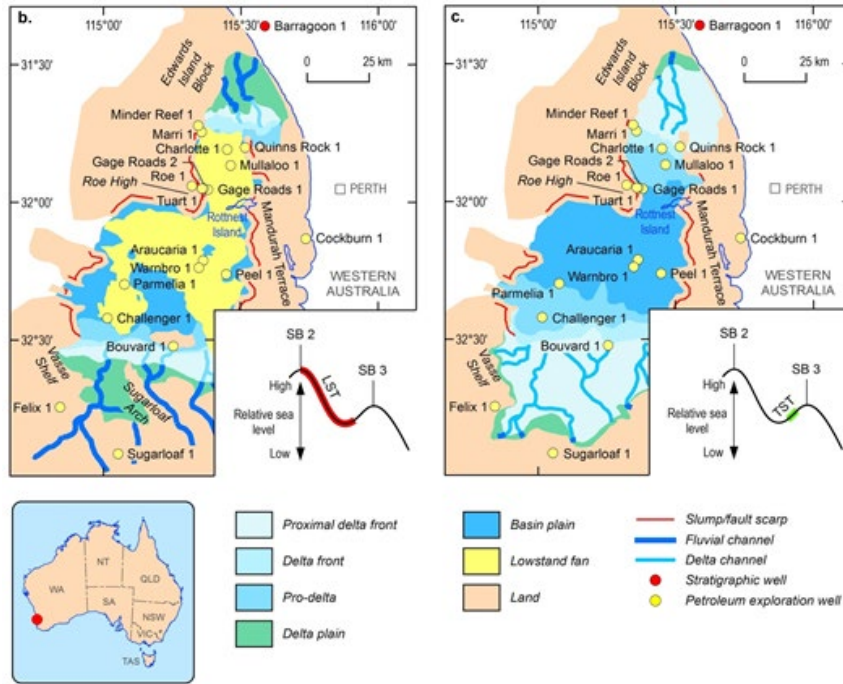 b.
115°00'
115°30'
Barragoon 1
31°30'
Edwards
Island
Block
0
25 km
Minder Reef 1
Marri 1
Charlotte 1
Quinns Rock 1
Gage Roads 2
Mullaloo 1
Roe 1
Roe High
Gage Roads 1
32°00'
PERTH
Tuart 1
Rottnest
Island
Mandurah Terrace
Cockburn 1
Araucaria 1
Warnbro 1
Peel 1
WESTERN
AUSTRALIA
Parmelia 1
Challenger 1
32°30'
Bouvard 1
Vasse
Shelf
Sugarloaf
Arch
Felix 1
Sugarloaf 1
SB 2
SB 3
LST
High
Relative sea
level
Low
c.
115°00'
115°30'
116°00'
Barragoon 1
31°30'
Edwards
Island
Block
0
25 km
Minder Reef 1
Marri 1
Charlotte 1
Quinns Rock 1
Gage Roads 2
Mullaloo 1
Roe 1
Roe High
Gage Roads 1
32°00'
PERTH
Tuart 1
Rottnest
Island
Mandurah Terrace
Cockburn 1
Araucaria 1
Warnbro 1
Peel 1
WESTERN
AUSTRALIA
Parmelia 1
Challenger 1
32°30'
Bouvard 1
Vasse
Shelf
Felix 1
Sugarloaf 1
SB 2
SB 3
TST
High
Relative sea
level
Low
WA
NT
QLD
SA
NSW
VIC
TAS
Proximal delta front
Delta front
Pro-delta
Delta plain
Basin plain
Lowstand fan
Land
Slump/fault scarp
Fluvial channel
Delta channel
Stratigraphic well
Petroleum exploration well